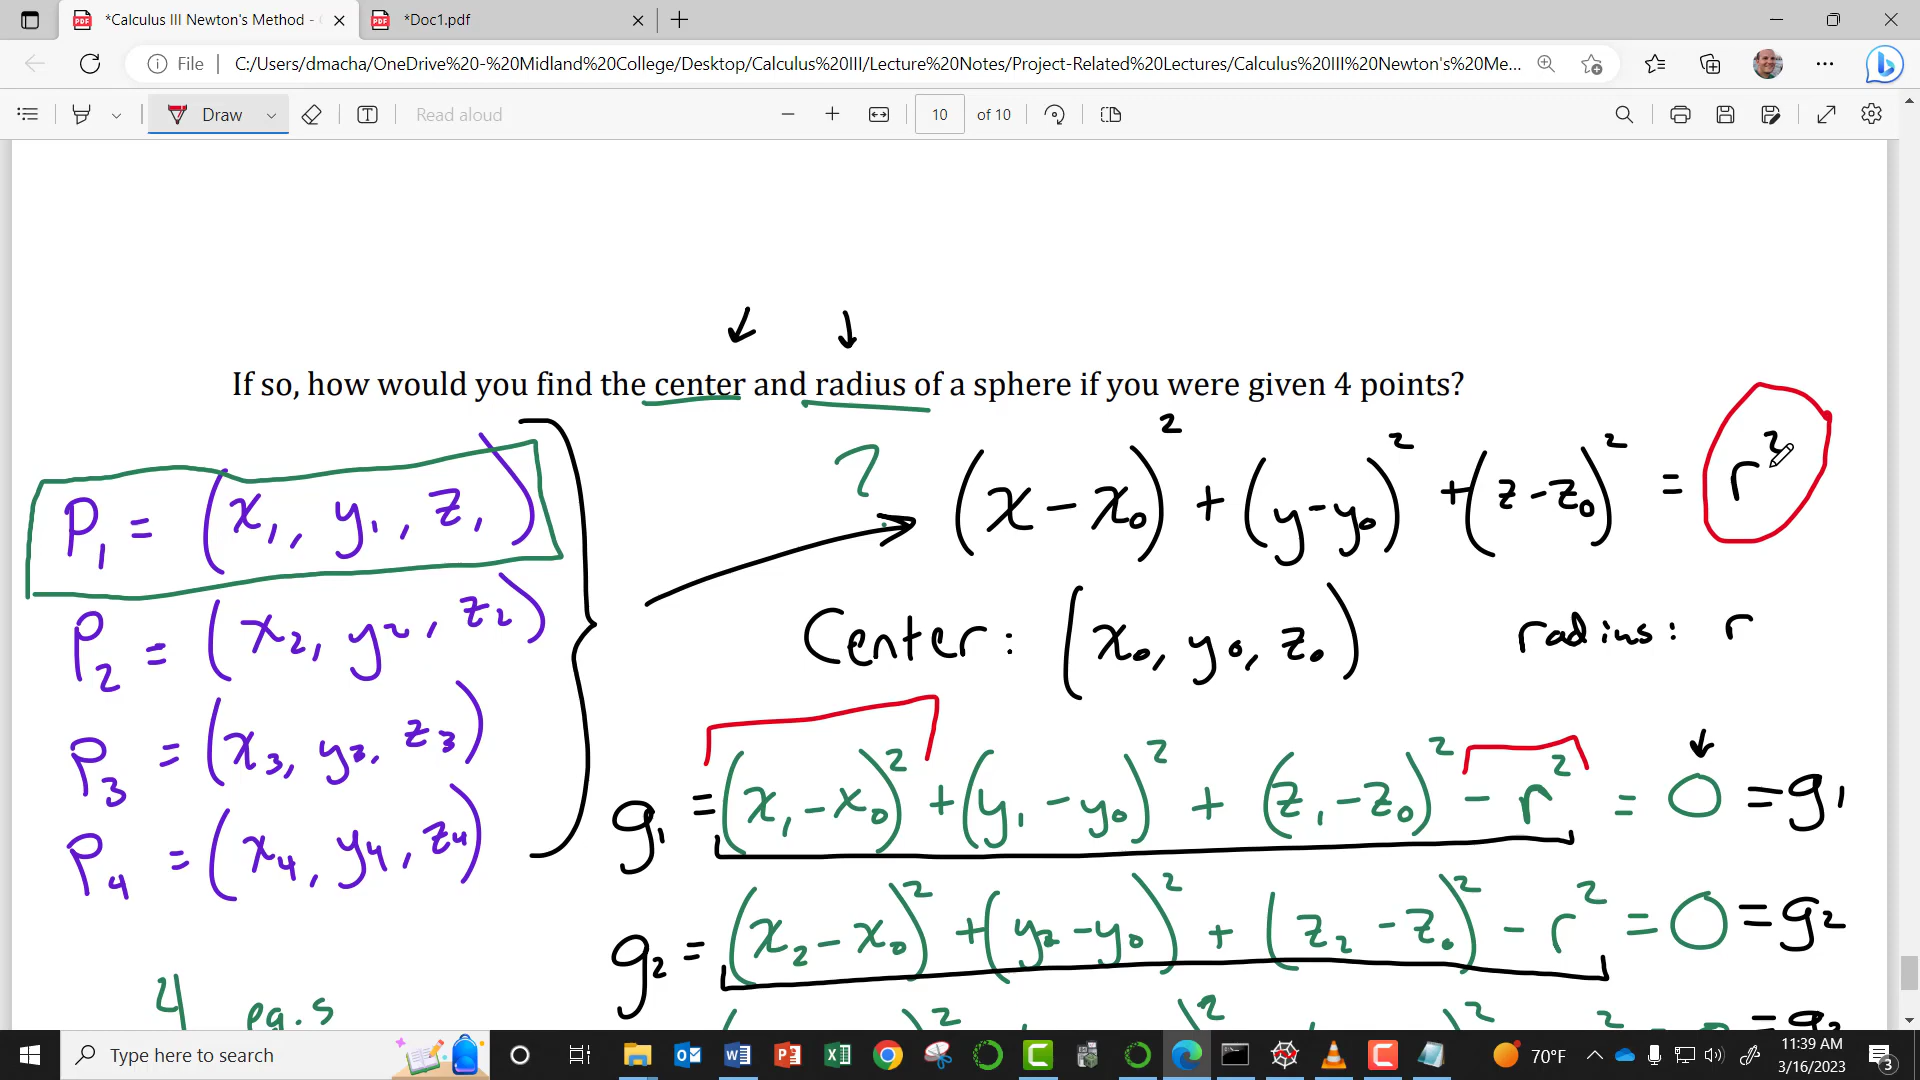 *Calculus III Newton's Method - 
*Doc1.pdf
File
C:/Users/dmacha/OneDrive%20-%20Midland%20College/Desktop/Calculus%20III/Lecture%20Notes/Project-Related%20Lectures/Calculus%20III%20Newton's%20Me...
Draw
Read aloud
10 of 10
If so, how would you find the center and radius of a sphere if you were given 4 points?
?
(x - x₀)² + (y - y₀)² + (z - z₀)² = r²
P₁ = (x₁, y₁, z₁)
P₂ = (x₂, y₂, z₂)
P₃ = (x₃, y₃, z₃)
P₄ = (x₄, y₄, z₄)
Center: (x₀, y₀, z₀)
radius: r
g₁ = (x₁ - x₀)² + (y₁ - y₀)² + (z₁ - z₀)² - r² = 0 = g₁
g₂ = (x₂ - x₀)² + (y₂ - y₀)² + (z₂ - z₀)² - r² = 0 = g₂
4 eq.s
Type here to search
70°F
11:39 AM
3/16/2023
3